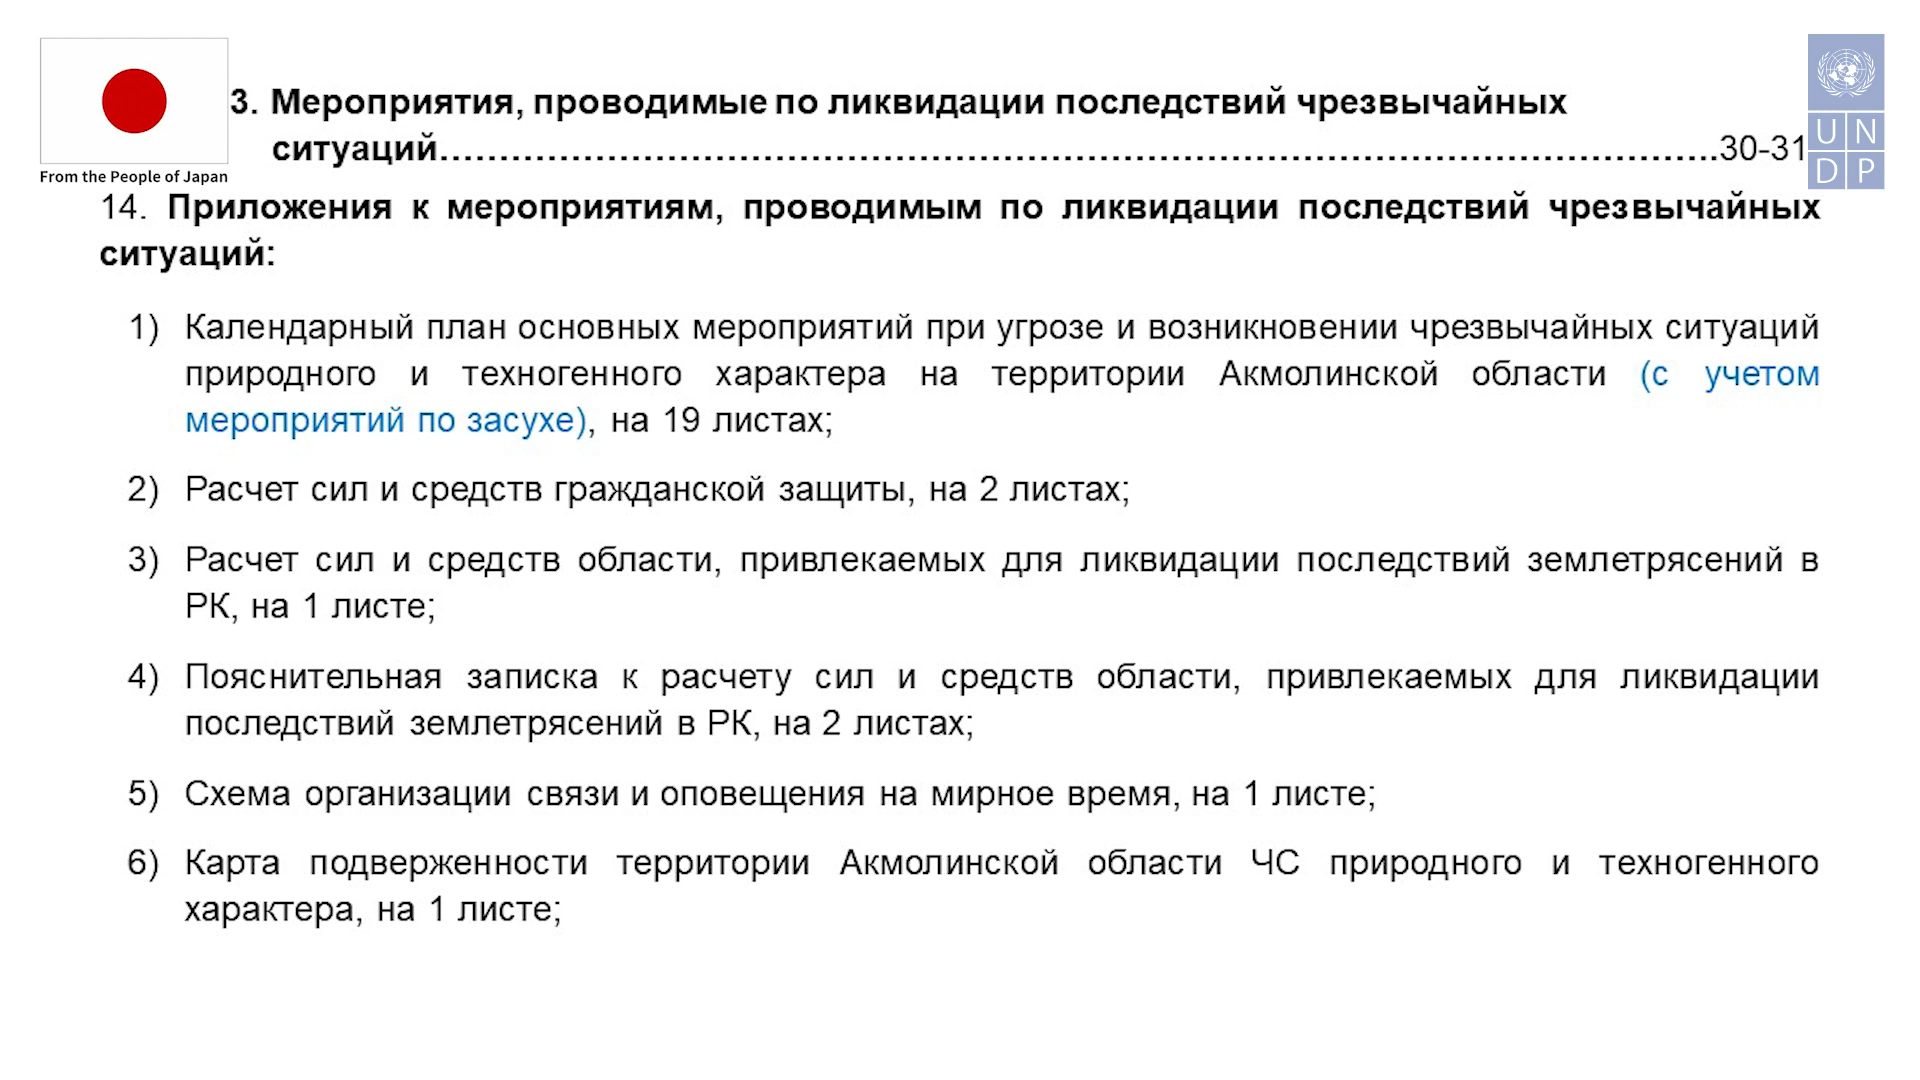 3. Мероприятия, проводимые по ликвидации последствий чрезвычайных
ситуаций……………………………………………………………………………………………30-31
From the People of Japan
U N
D P
14. Приложения к мероприятиям, проводимым по ликвидации последствий чрезвычайных
ситуаций:
1) Календарный план основных мероприятий при угрозе и возникновении чрезвычайных ситуаций
природного и техногенного характера на территории Акмолинской области (с учетом
мероприятий по засухе), на 19 листах;
2) Расчет сил и средств гражданской защиты, на 2 листах;
3) Расчет сил и средств области, привлекаемых для ликвидации последствий землетрясений в
РК, на 1 листе;
4) Пояснительная записка к расчету сил и средств области, привлекаемых для ликвидации
последствий землетрясений в РК, на 2 листах;
5) Схема организации связи и оповещения на мирное время, на 1 листе;
6) Карта подверженности территории Акмолинской области ЧС природного и техногенного
характера, на 1 листе;